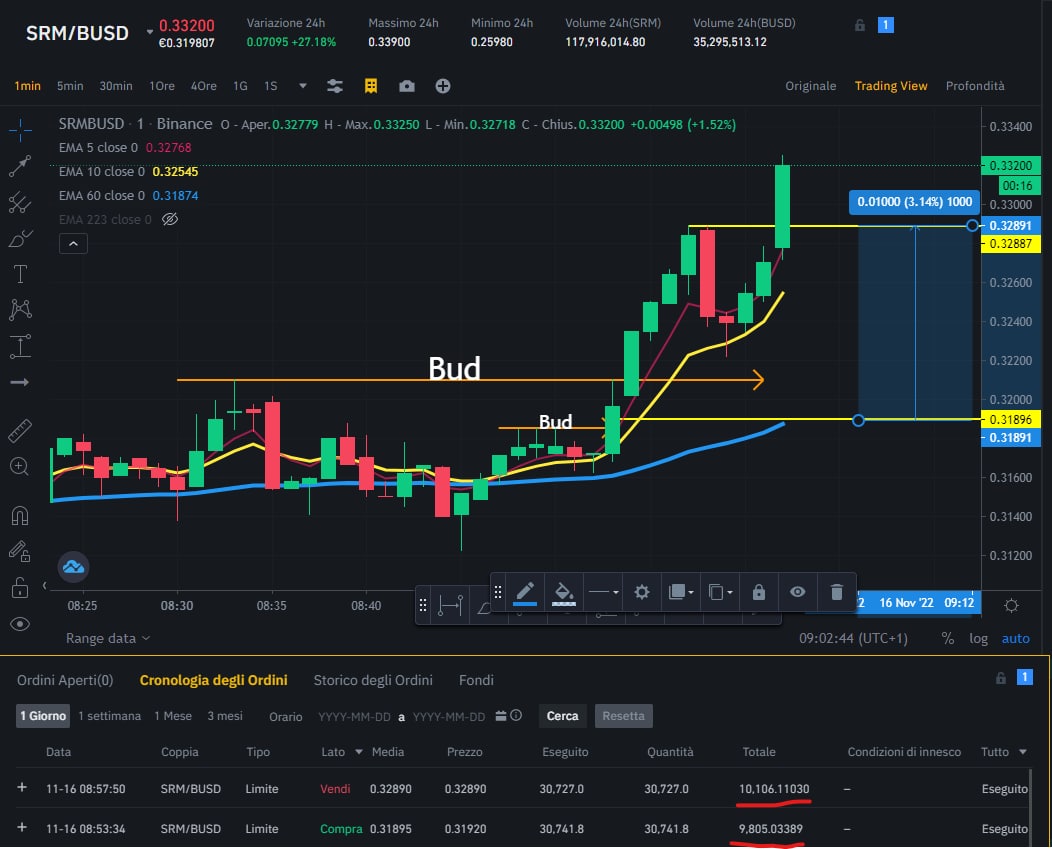 SRM/BUSD
0.33200
€0.319807
Variazione 24h
0.07095 +27.18%
Massimo 24h
0.33900
Minimo 24h
0.25980
Volume 24h(SRM)
117,916,014.80
Volume 24h(BUSD)
35,295,513.12
1
1min 5min 30min 1Ore 4Ore 1G 1S
Originale Trading View Profondità
SRMBUSD · 1 · Binance O - Aper.0.32779 H - Max.0.33250 L - Min.0.32718 C - Chius.0.33200 +0.00498 (+1.52%)
EMA 5 close 0 0.32768
EMA 10 close 0 0.32545
EMA 60 close 0 0.31874
EMA 223 close 0
0.01000 (3.14%) 1000
Bud
Bud
0.33400
0.33200
00:16
0.33000
0.32891
0.32887
0.32600
0.32400
0.32200
0.32000
0.31896
0.31891
0.31600
0.31400
0.31200
08:25 08:30 08:35 08:40
2 16 Nov '22 09:12
Range data
09:02:44 (UTC+1) % log auto
Ordini Aperti(0) Cronologia degli Ordini Storico degli Ordini Fondi
1
1 Giorno 1 settimana 1 Mese 3 mesi Orario YYYY-MM-DD a YYYY-MM-DD Cerca Resetta
Data Coppia Tipo Lato Media Prezzo Eseguito Quantità Totale Condizioni di innesco Tutto
+ 11-16 08:57:50 SRM/BUSD Limite Vendi 0.32890 0.32890 30,727.0 30,727.0 10,106.11030 – Eseguito
+ 11-16 08:53:34 SRM/BUSD Limite Compra 0.31895 0.31920 30,741.8 30,741.8 9,805.03389 – Eseguito